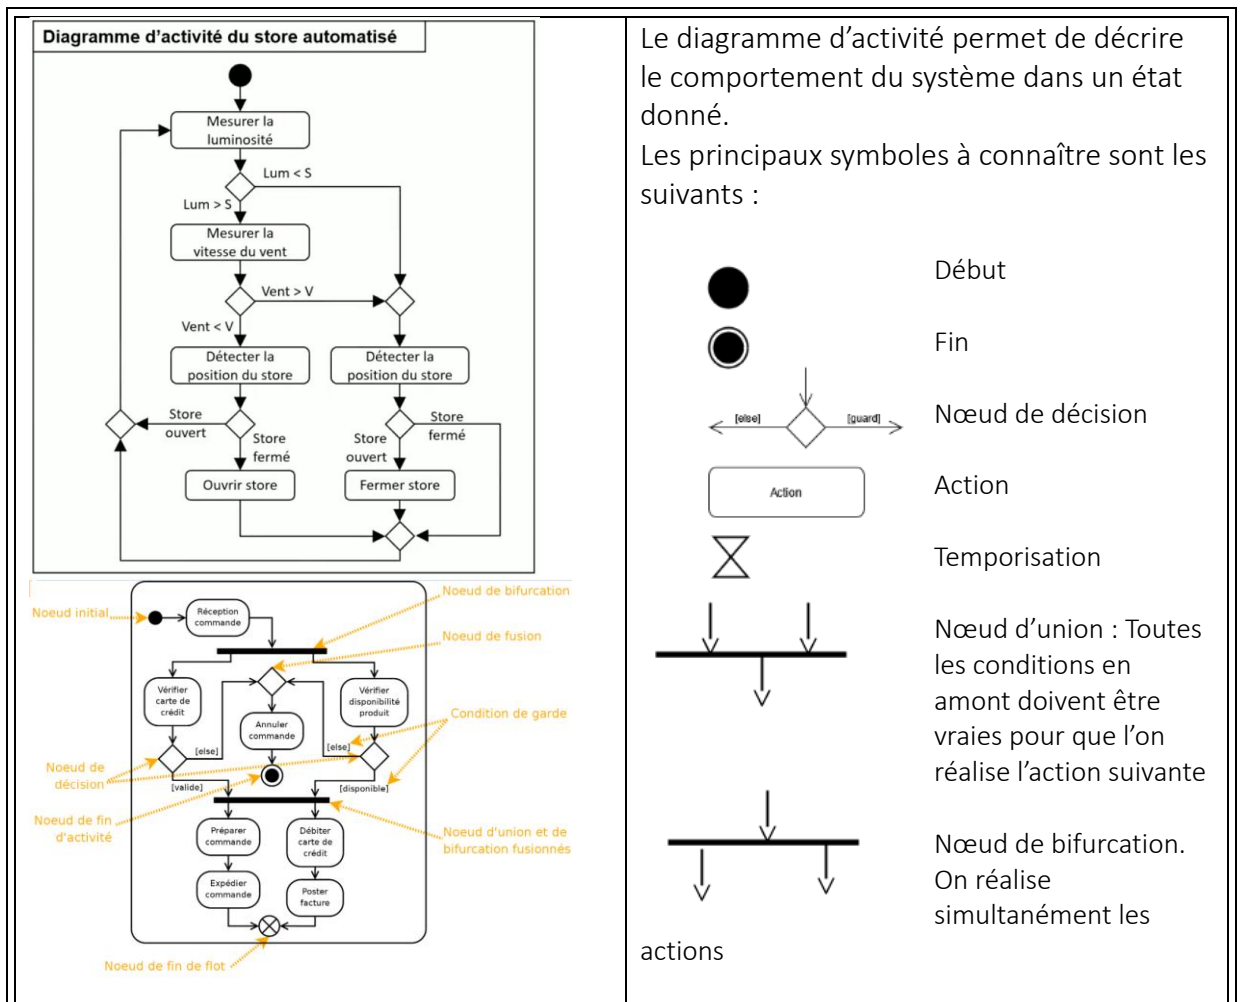 Diagramme d'activité du store automatisé
Mesurer la
luminosité
Lum < S
Lum > S
Mesurer la
vitesse du vent
Vent > V
Vent < V
Détecter la
position du store
Détecter la
position du store
Store
ouvert
Store
fermé
Store
ouvert
Store
fermé
Ouvrir store
Fermer store
Noeud de bifurcation
Noeud initial
Réception
commande
Noeud de fusion
Vérifier
carte de
crédit
Vérifier
disponibilité
produit
Annuler
commande
Condition de garde
[else]
[else]
Noeud de
décision
[valide]
[disponible]
Noeud de fin
d'activité
Préparer
commande
Débiter
carte de
crédit
Noeud d'union et de
bifurcation fusionnés
Expédier
commande
Poster
facture
Noeud de fin de flot
Le diagramme d'activité permet de décrire
le comportement du système dans un état
donné.
Les principaux symboles à connaître sont les
suivants :
Début
Fin
[else]
[guard]
Nœud de décision
Action
Action
Temporisation
Nœud d'union : Toutes
les conditions en
amont doivent être
vraies pour que l'on
réalise l'action suivante
Nœud de bifurcation.
On réalise
simultanément les
actions